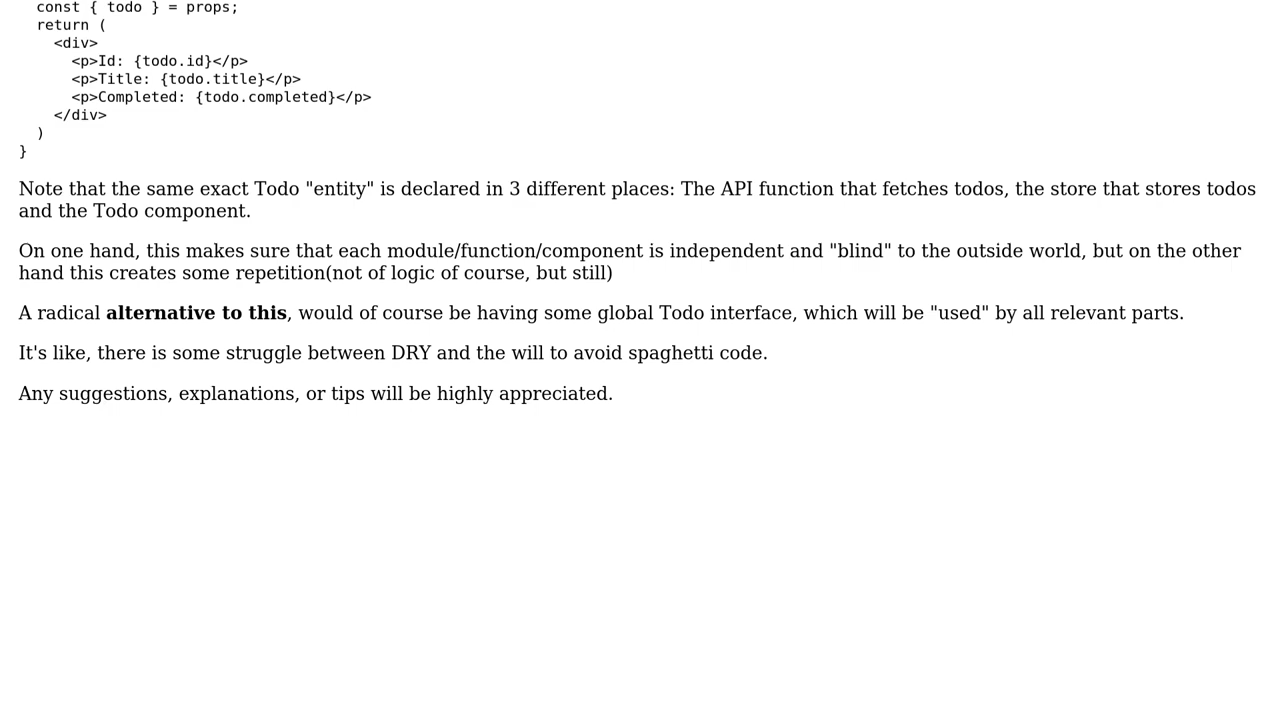 const { todo } = props;
return (
<div>
<p>Id: {todo.id}</p>
<p>Title: {todo.title}</p>
<p>Completed: {todo.completed}</p>
</div>
)
}
Note that the same exact Todo "entity" is declared in 3 different places: The API function that fetches todos, the store that stores todos
and the Todo component.
On one hand, this makes sure that each module/function/component is independent and "blind" to the outside world, but on the other
hand this creates some repetition(not of logic of course, but still)
A radical alternative to this, would of course be having some global Todo interface, which will be "used" by all relevant parts.
It's like, there is some struggle between DRY and the will to avoid spaghetti code.
Any suggestions, explanations, or tips will be highly appreciated.